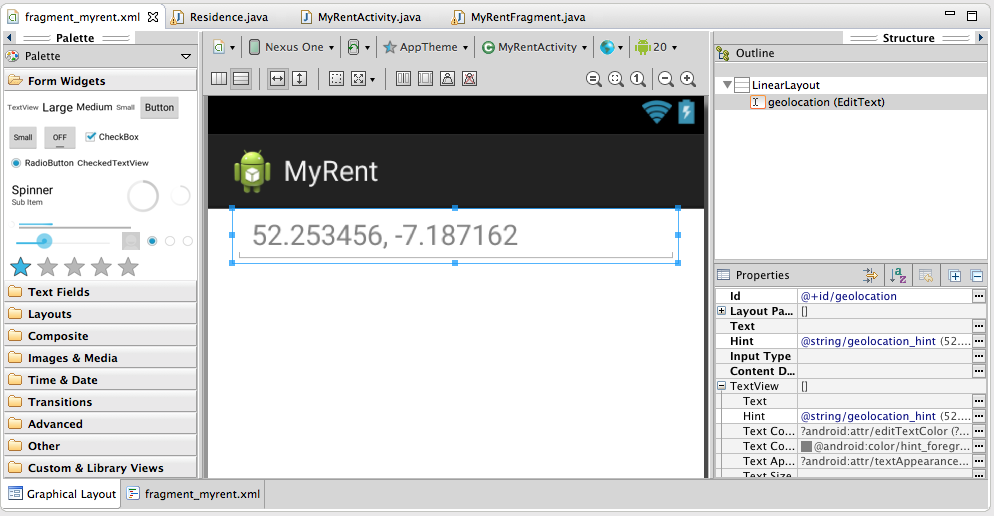 fragment_myrent.xml
Residence.java
MyRentActivity.java
MyRentFragment.java
Palette
Structure
Palette
Nexus One
AppTheme
MyRentActivity
20
Outline
Form Widgets
LinearLayout
geolocation (EditText)
TextView Large Medium Small Button
Small OFF CheckBox
RadioButton CheckedTextView
MyRent
Spinner
Sub Item
52.253456, -7.187162
Text Fields
Layouts
Composite
Images & Media
Time & Date
Transitions
Advanced
Other
Custom & Library Views
Properties
Id @+id/geolocation
Layout Pa... []
Text
Hint @string/geolocation_hint (52....
Input Type
Content D...
TextView []
Text
Hint @string/geolocation_hint (52....
Text Co... ?android:attr/editTextColor (?...
Text Co... @android:color/hint_foregr...
Text Ap... ?android:attr/textAppearance...
Text Size
Graphical Layout
fragment_myrent.xml